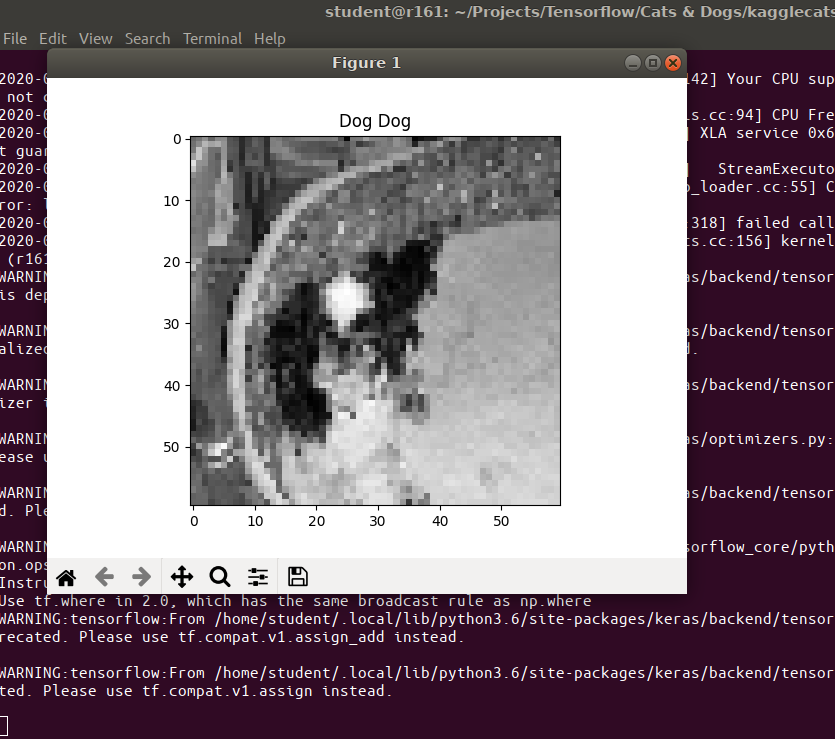 student@r161: ~/Projects/Tensorflow/Cats & Dogs/kagglecats
File Edit View Search Terminal Help
Figure 1
2020-0
142] Your CPU sup
not c
2020-0
s.cc:94] CPU Fre
2020-0
] XLA service 0x6
t guar
2020-0
] StreamExecuto
2020-0
o_loader.cc:55] C
ror: l
2020-0
318] failed call
2020-0
ts.cc:156] kernel
(r161
WARNIN
as/backend/tensor
is dep
WARNIN
as/backend/tensor
alized
d.
WARNIN
as/backend/tensor
izer i
WARNIN
as/optimizers.py:
ease u
WARNIN
as/backend/tensor
d. Ple
WARNIN
sorflow_core/pyth
on.ops
Instru
Dog Dog
0
10
20
30
40
50
0 10 20 30 40 50
Use tf.where in 2.0, which has the same broadcast rule as np.where
WARNING:tensorflow:From /home/student/.local/lib/python3.6/site-packages/keras/backend/tensor
recated. Please use tf.compat.v1.assign_add instead.
WARNING:tensorflow:From /home/student/.local/lib/python3.6/site-packages/keras/backend/tensor
ted. Please use tf.compat.v1.assign instead.